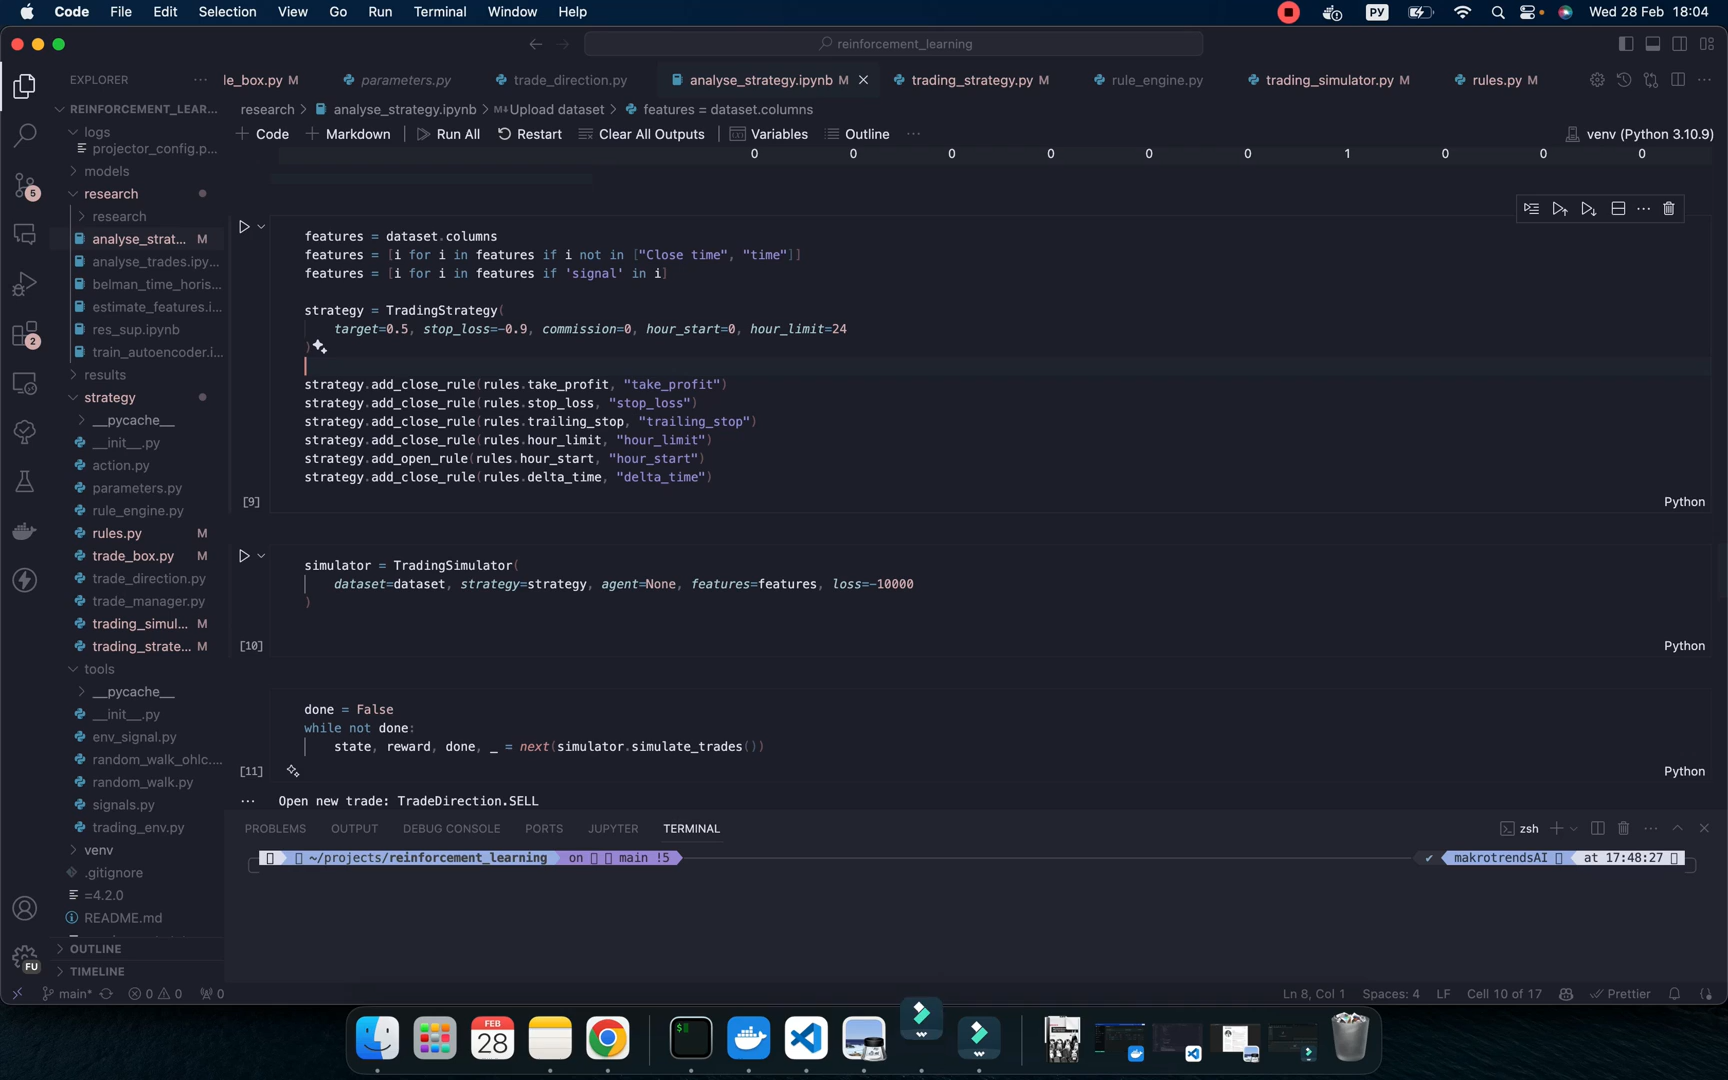 Code File Edit Selection View Go Run Terminal Window Help РУ Wed 28 Feb 18:04
reinforcement_learning
EXPLORER
le_box.py M parameters.py trade_direction.py analyse_strategy.ipynb M trading_strategy.py M rule_engine.py trading_simulator.py M rules.py M
research > analyse_strategy.ipynb > M↓ Upload dataset > features = dataset.columns
+ Code + Markdown Run All Restart Clear All Outputs Variables Outline ... venv (Python 3.10.9)
0 0 0 0 0 0 1 0 0 0
REINFORCEMENT_LEAR...
logs
projector_config.p...
models
research
research
analyse_strat... M
analyse_trades.ipy...
belman_time_horis...
estimate_features.i...
res_sup.ipynb
train_autoencoder.i...
results
strategy
__pycache__
__init__.py
action.py
parameters.py
rule_engine.py
rules.py M
trade_box.py M
trade_direction.py
trade_manager.py
trading_simul... M
trading_strate... M
tools
__pycache__
__init__.py
env_signal.py
random_walk_ohlc....
random_walk.py
signals.py
trading_env.py
venv
.gitignore
=4.2.0
README.md
OUTLINE
TIMELINE
5
2
FU
features = dataset.columns
features = [i for i in features if i not in ["Close time", "time"]]
features = [i for i in features if 'signal' in i]
strategy = TradingStrategy(
target=0.5, stop_loss=-0.9, commission=0, hour_start=0, hour_limit=24
)
strategy.add_close_rule(rules.take_profit, "take_profit")
strategy.add_close_rule(rules.stop_loss, "stop_loss")
strategy.add_close_rule(rules.trailing_stop, "trailing_stop")
strategy.add_close_rule(rules.hour_limit, "hour_limit")
strategy.add_open_rule(rules.hour_start, "hour_start")
strategy.add_close_rule(rules.delta_time, "delta_time")
[9] Python
simulator = TradingSimulator(
dataset=dataset, strategy=strategy, agent=None, features=features, loss=-10000
)
[10] Python
done = False
while not done:
state, reward, done, _ = next(simulator.simulate_trades())
[11] Python
... Open new trade: TradeDirection.SELL
PROBLEMS OUTPUT DEBUG CONSOLE PORTS JUPYTER TERMINAL zsh
~/projects/reinforcement_learning on main !5 ✔ makrotrendsAI at 17:48:27
main* 0 0 0 Ln 8, Col 1 Spaces: 4 LF Cell 10 of 17 Prettier
FEB
28